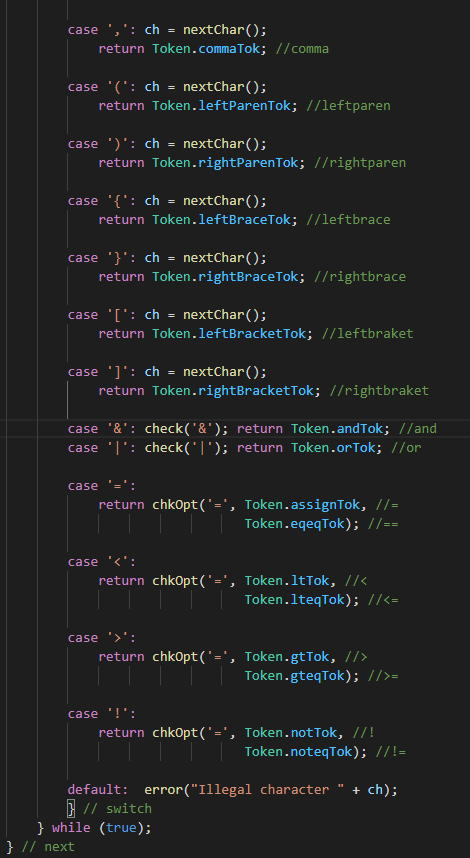 case ',': ch = nextChar();
return Token.commaTok; //comma
case '(': ch = nextChar();
return Token.leftParenTok; //leftparen
case ')': ch = nextChar();
return Token.rightParenTok; //rightparen
case '{': ch = nextChar();
return Token.leftBraceTok; //leftbrace
case '}': ch = nextChar();
return Token.rightBraceTok; //rightbrace
case '[': ch = nextChar();
return Token.leftBracketTok; //leftbraket
case ']': ch = nextChar();
return Token.rightBracketTok; //rightbraket
case '&': check('&'); return Token.andTok; //and
case '|': check('|'); return Token.orTok; //or
case '=':
return chkOpt('=', Token.assignTok, //=
Token.eqeqTok); //==
case '<':
return chkOpt('=', Token.ltTok, //<
Token.lteqTok); //<=
case '>':
return chkOpt('=', Token.gtTok, //>
Token.gteqTok); //>=
case '!':
return chkOpt('=', Token.notTok, //!
Token.noteqTok); //!=
default: error("Illegal character " + ch);
} // switch
} while (true);
} // next